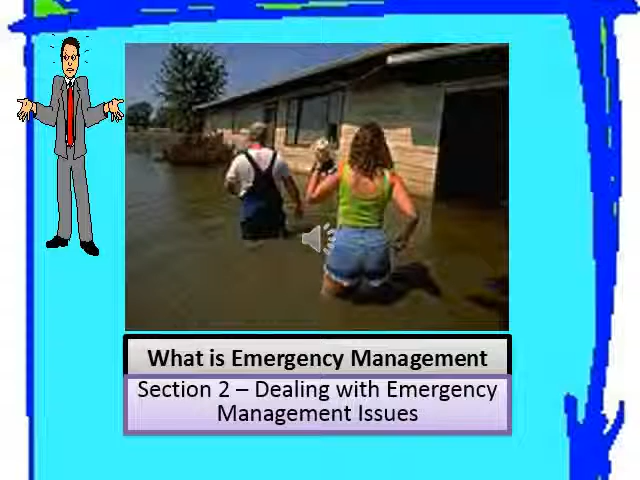 What is Emergency Management
Section 2 – Dealing with Emergency
Management Issues